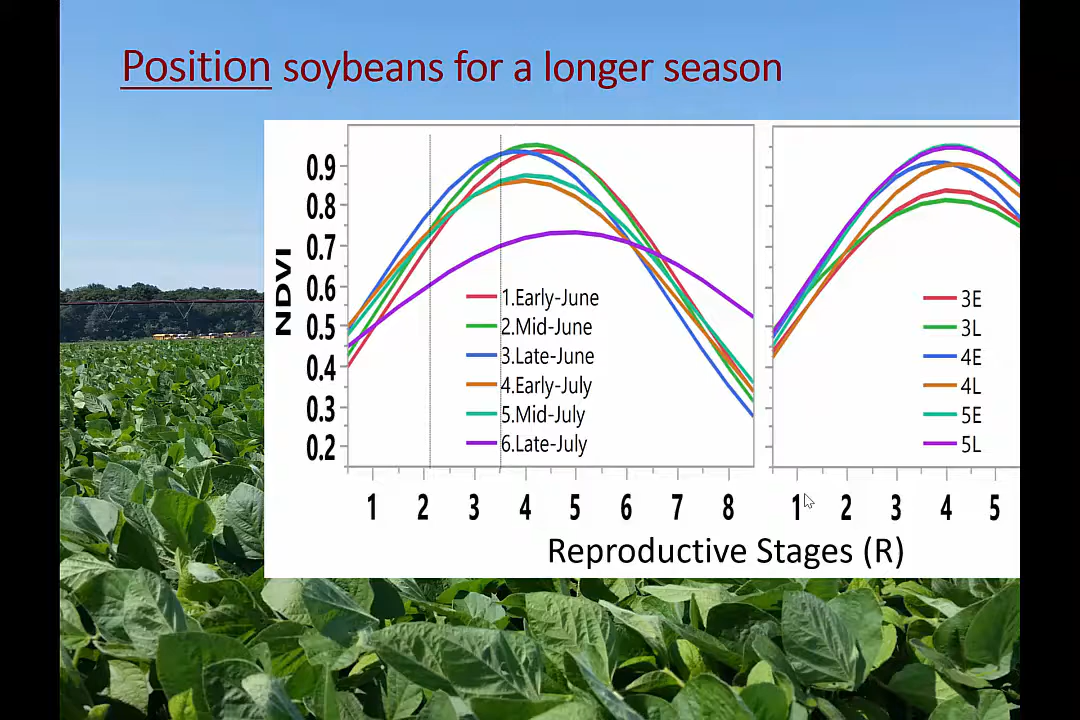 Position soybeans for a longer season
NDVI
0.9
0.8
0.7
0.6
0.5
0.4
0.3
0.2
1.Early-June
2.Mid-June
3.Late-June
4.Early-July
5.Mid-July
6.Late-July
1 2 3 4 5 6 7 8
3E
3L
4E
4L
5E
5L
1 2 3 4 5
Reproductive Stages (R)